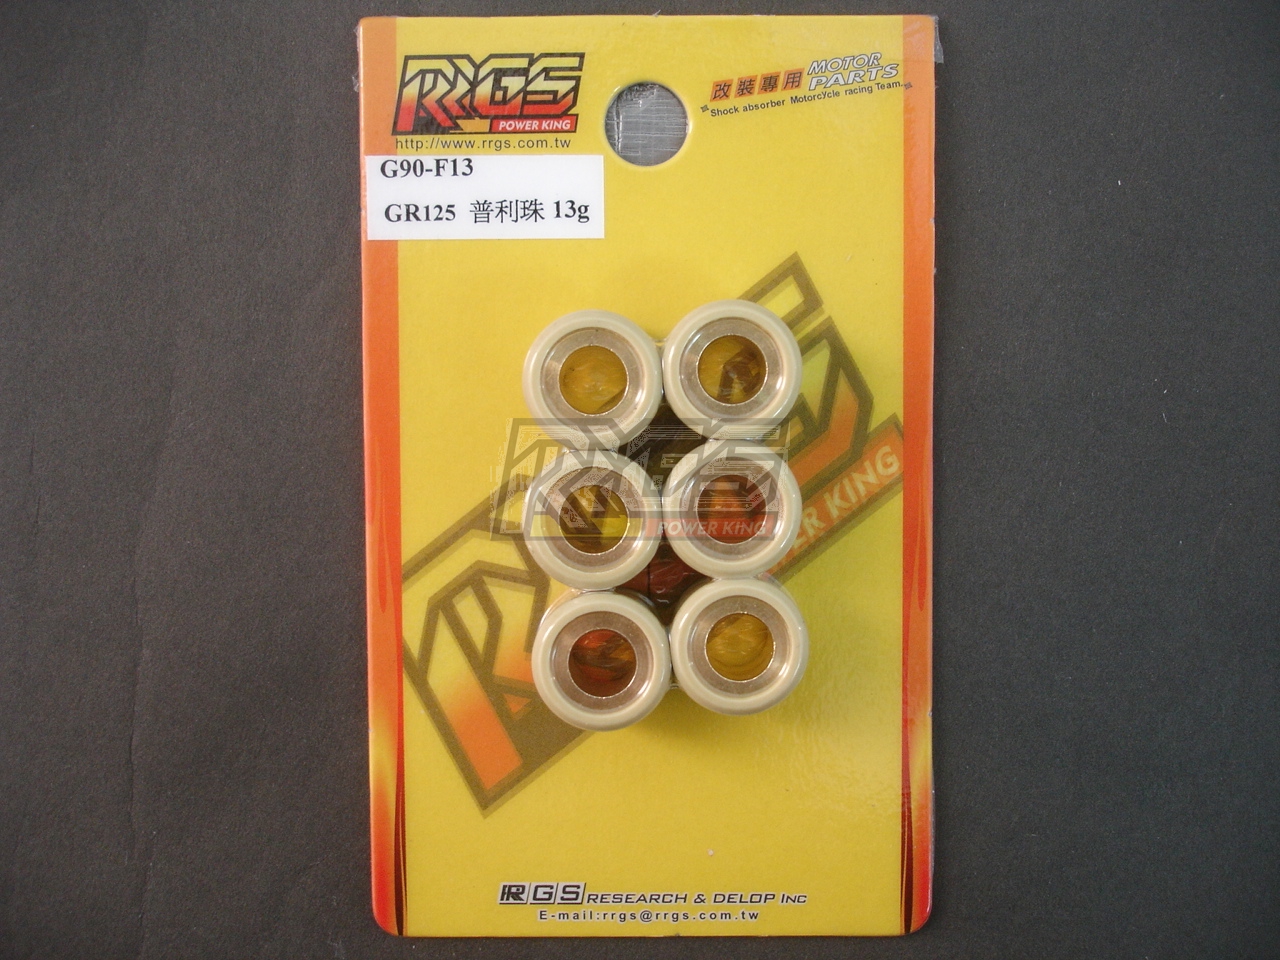 RRGS
POWER KING
http://www.rrgs.com.tw
改裝專用 MOTOR PARTS
Shock absorber Motorcycle racing Team.
G90-F13
GR125 普利珠 13g
RRGS
POWER KING
POWER KING
RRGS RESEARCH & DELOP INC
E-mail:rrgs@rrgs.com.tw